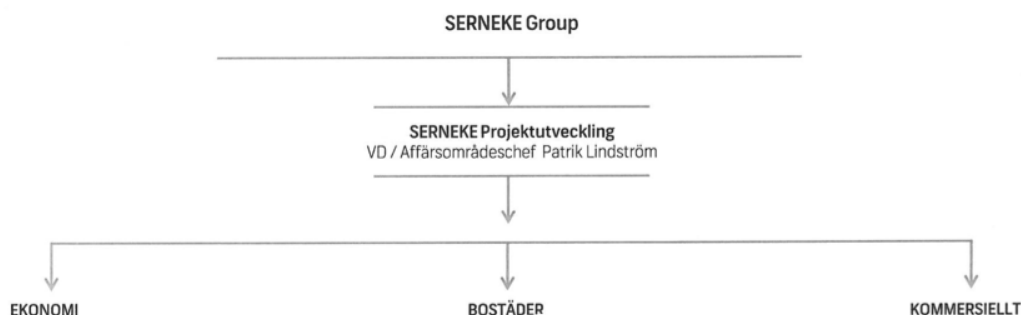 SERNEKE Group
SERNEKE Projektutveckling
VD / Affärsområdeschef Patrik Lindström
EKONOMI
BOSTÄDER
KOMMERSIELLT